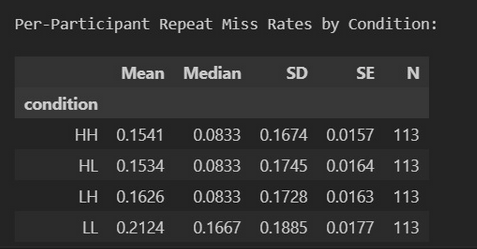 Per-Participant Repeat Miss Rates by Condition:
Mean Median SD SE N
condition
HH 0.1541 0.0833 0.1674 0.0157 113
HL 0.1534 0.0833 0.1745 0.0164 113
LH 0.1626 0.0833 0.1728 0.0163 113
LL 0.2124 0.1667 0.1885 0.0177 113